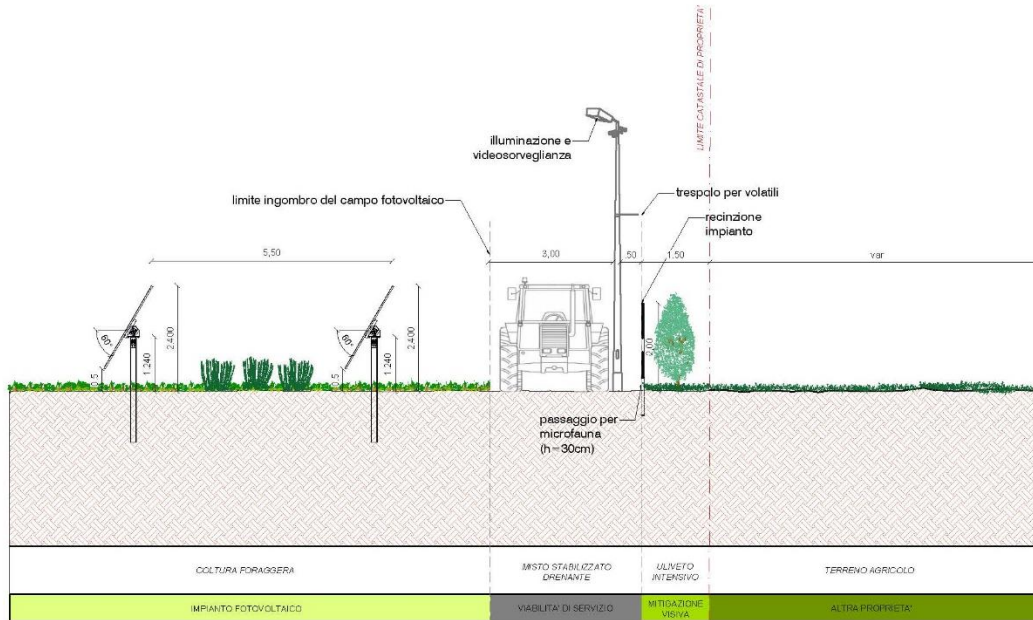 LIMITE CATASTALE DI PROPRIETA'
illuminazione e
videosorveglianza
limite ingombro del campo fotovoltaico
trespolo per volatili
recinzione
impianto
5,50
3,00
50
1.50
var
60°
0.5
1.240
2.400
60°
0.5
1.240
2.400
2,00
passaggio per
microfauna
(h=30cm)
COLTURA FORAGGERA
MISTO STABILIZZATO
DRENANTE
ULIVETO
INTENSIVO
TERRENO AGRICOLO
IMPIANTO FOTOVOLTAICO
VIABILITA' DI SERVIZIO
MITIGAZIONE
VISIVA
ALTRA PROPRIETA'